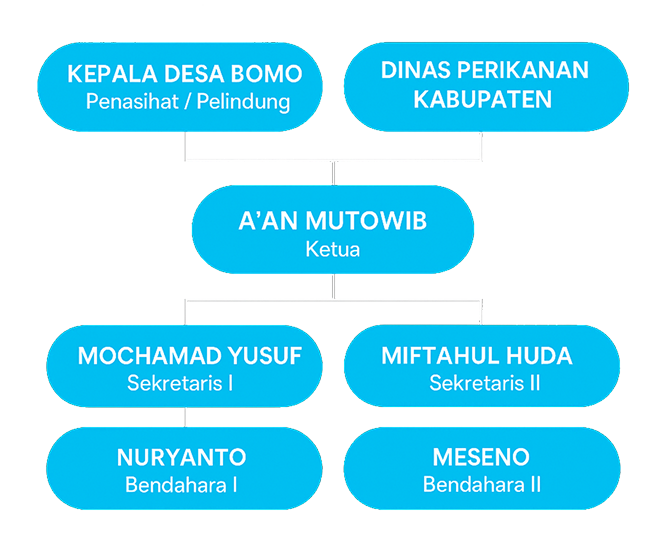 KEPALA DESA BOMO
Penasihat / Pelindung
DINAS PERIKANAN
KABUPATEN
A'AN MUTOWIB
Ketua
MOCHAMAD YUSUF
Sekretaris I
MIFTAHUL HUDA
Sekretaris II
NURYANTO
Bendahara I
MESENO
Bendahara II